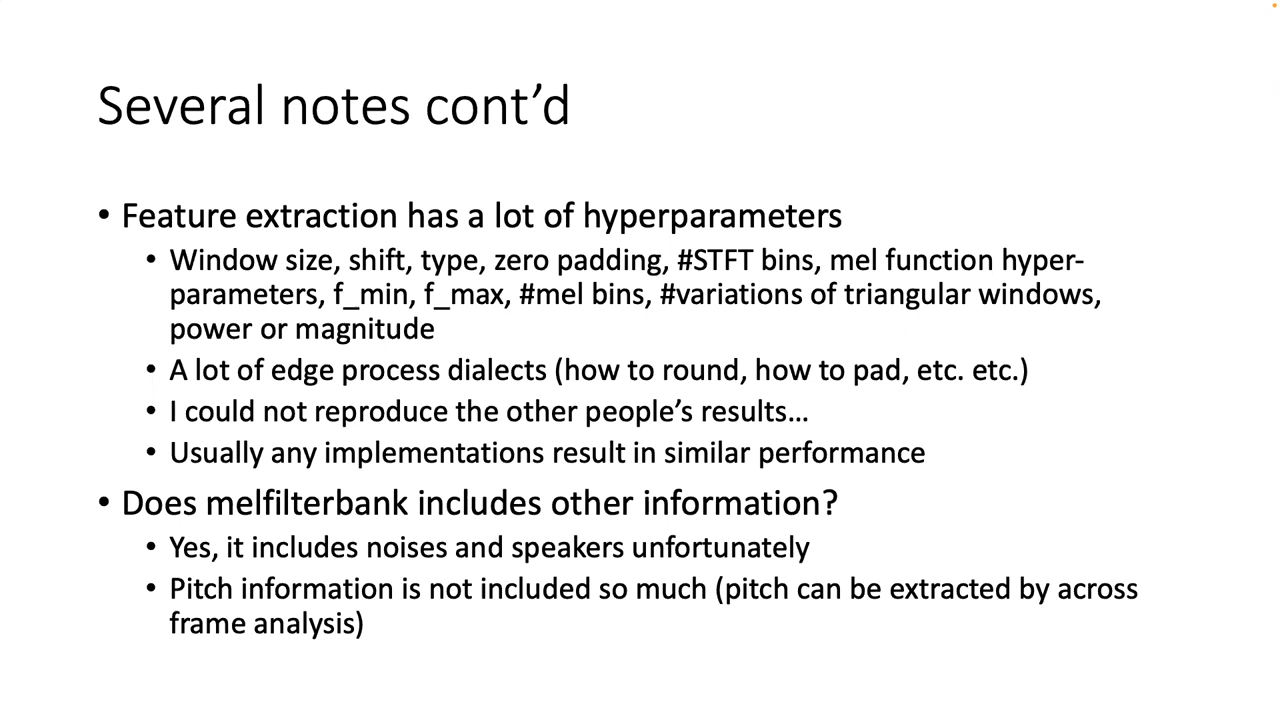 Several notes cont’d
• Feature extraction has a lot of hyperparameters
• Window size, shift, type, zero padding, #STFT bins, mel function hyper-
parameters, f_min, f_max, #mel bins, #variations of triangular windows,
power or magnitude
• A lot of edge process dialects (how to round, how to pad, etc. etc.)
• I could not reproduce the other people’s results…
• Usually any implementations result in similar performance
• Does melfilterbank includes other information?
• Yes, it includes noises and speakers unfortunately
• Pitch information is not included so much (pitch can be extracted by across
frame analysis)